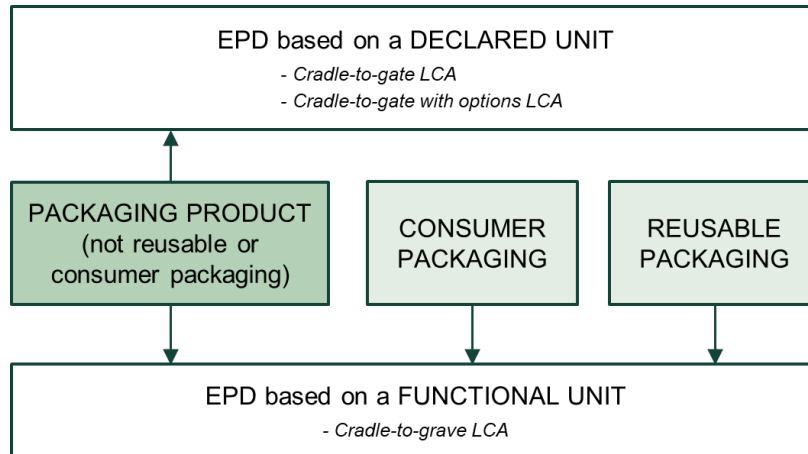 EPD based on a DECLARED UNIT
- Cradle-to-gate LCA
- Cradle-to-gate with options LCA
PACKAGING PRODUCT
(not reusable or
consumer packaging)
CONSUMER
PACKAGING
REUSABLE
PACKAGING
EPD based on a FUNCTIONAL UNIT
- Cradle-to-grave LCA